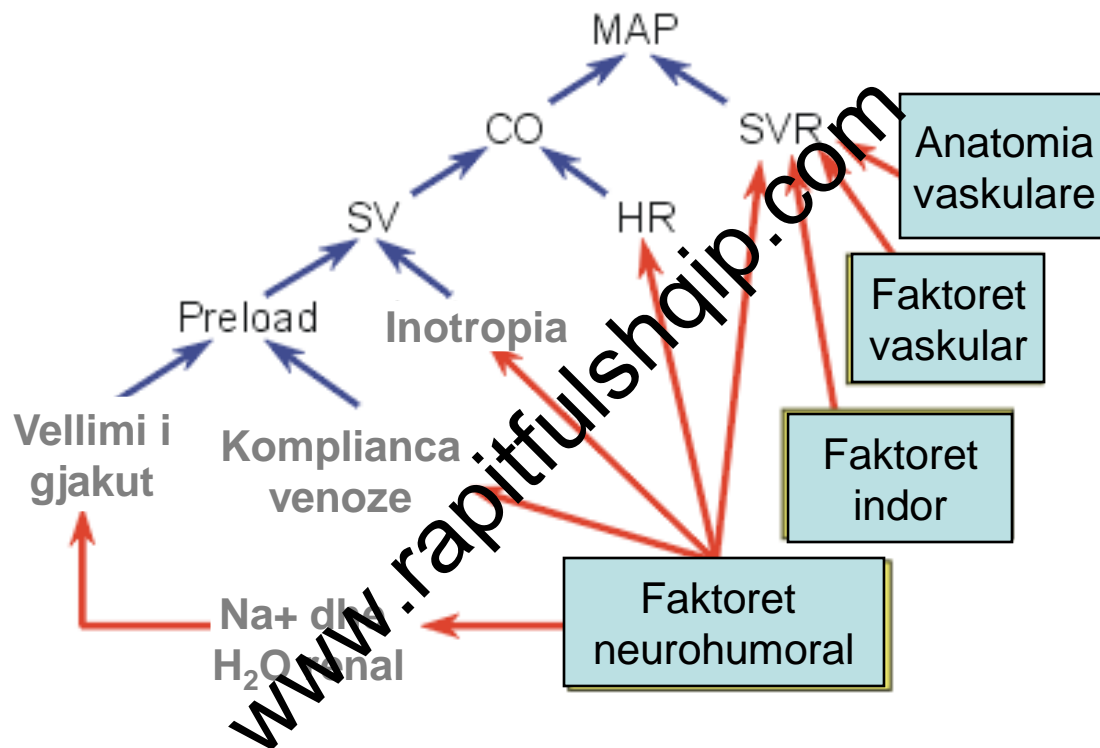 MAP
CO
SVR
Anatomia
vaskulare
SV
HR
Faktoret
vaskular
Preload
Inotropia
Vellimi i
gjakut
Komplianca
venoze
Faktoret
indor
Faktoret
neurohumoral
Na+ dhe
H₂O renal
www.rapitfulshqip.com